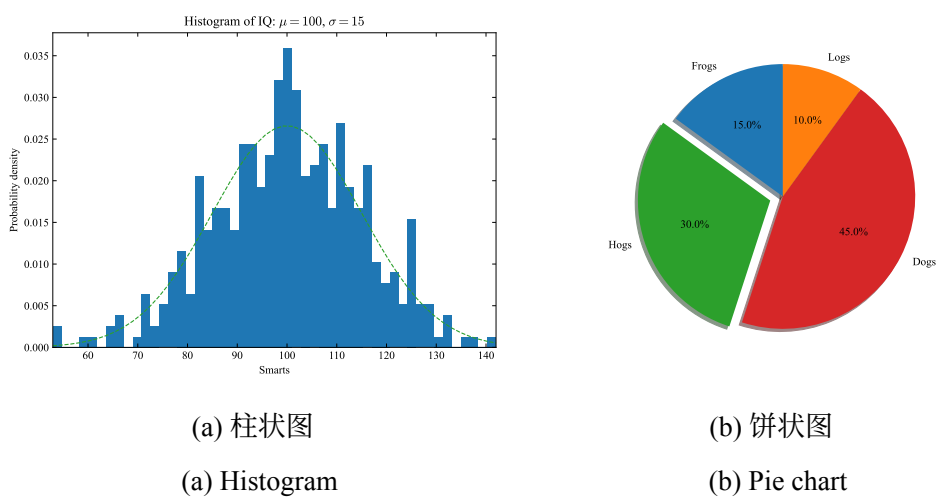 Histogram of IQ: μ = 100, σ = 15
0.035
0.030
0.025
0.020
0.015
0.010
0.005
0.000
Probability density
60 70 80 90 100 110 120 130 140
Smarts
(a) 柱状图
(a) Histogram
Frogs
Logs
15.0%
10.0%
30.0%
45.0%
Hogs
Dogs
(b) 饼状图
(b) Pie chart